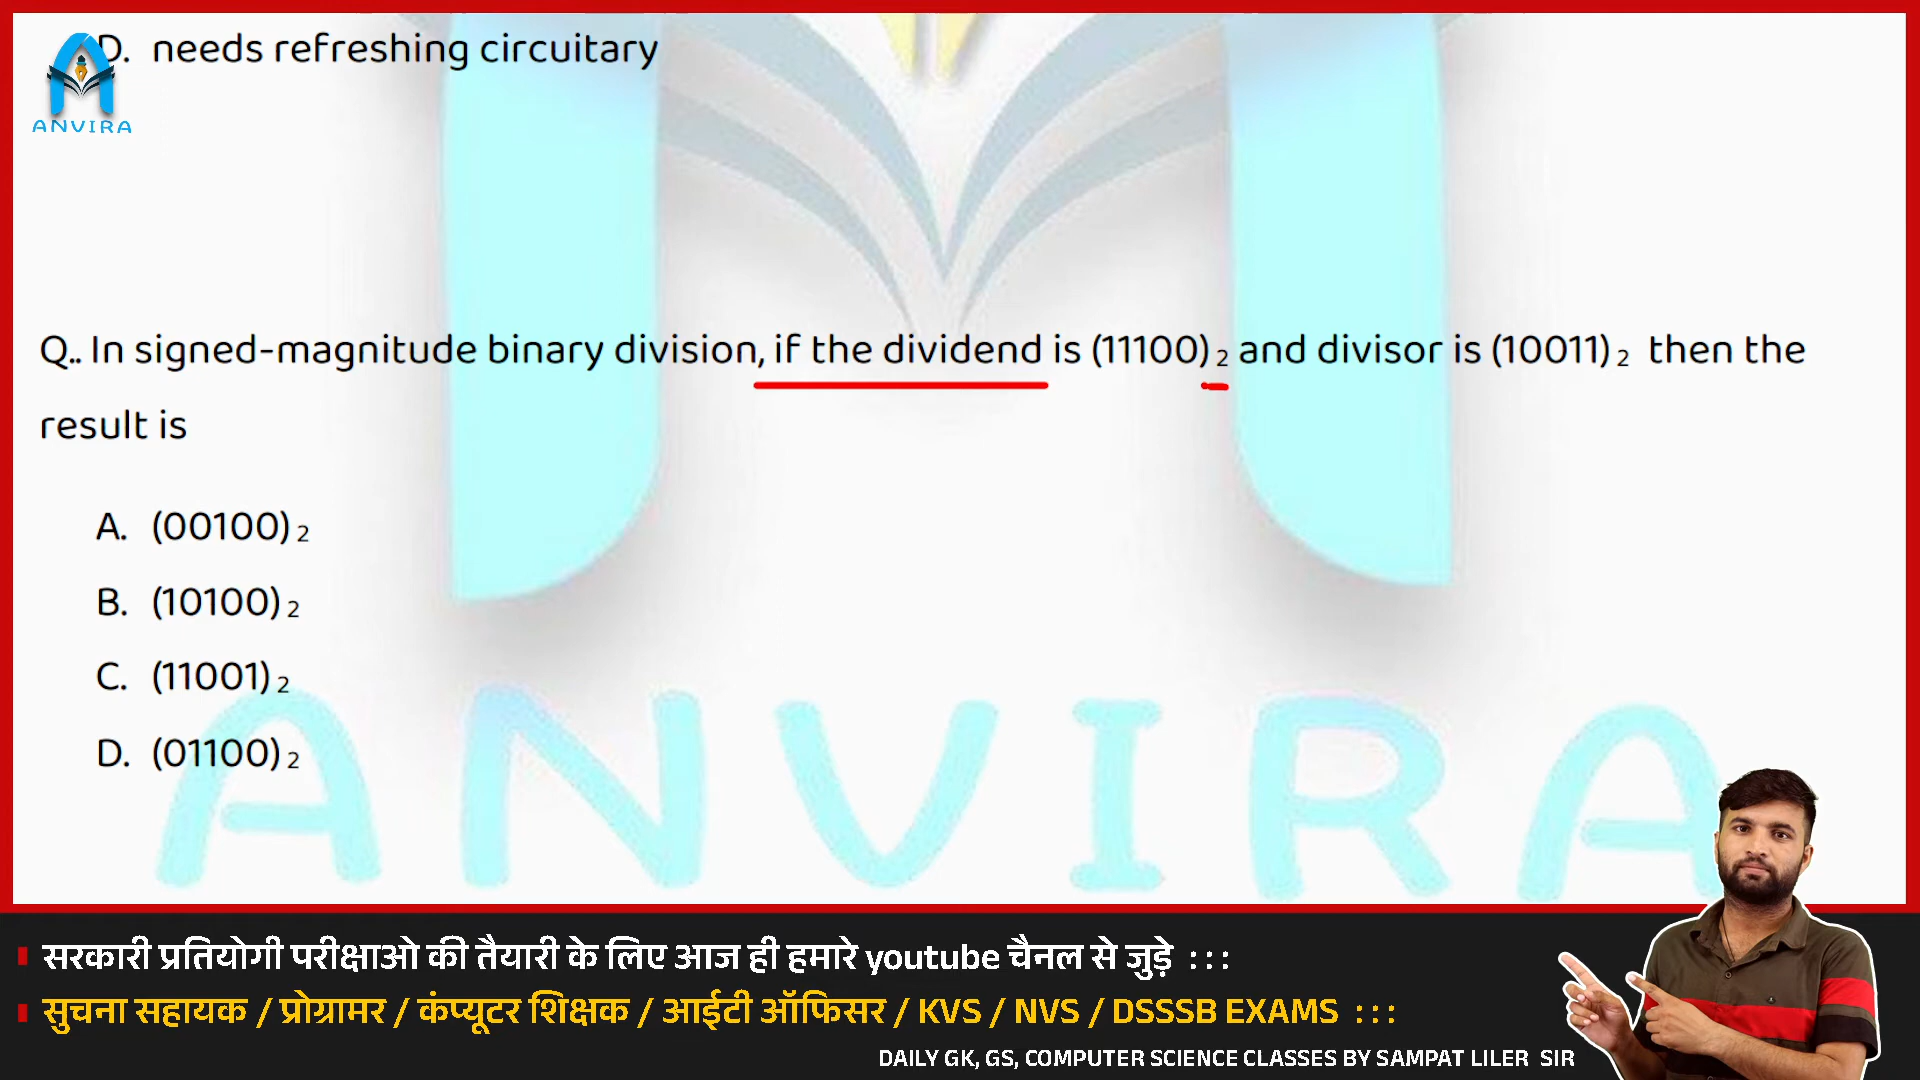 D. needs refreshing circuitary
ANVIRA
Q.. In signed-magnitude binary division, if the dividend is (11100) 2 and divisor is (10011) 2 then the
result is
A. (00100) 2
B. (10100) 2
C. (11001) 2
D. (01100) 2
ANVIRA
सरकारी प्रतियोगी परीक्षाओ की तैयारी के लिए आज ही हमारे youtube चैनल से जुड़े :::
सुचना सहायक / प्रोग्रामर / कंप्यूटर शिक्षक / आईटी ऑफिसर / KVS / NVS / DSSSB EXAMS :::
DAILY GK, GS, COMPUTER SCIENCE CLASSES BY SAMPAT LILER SIR